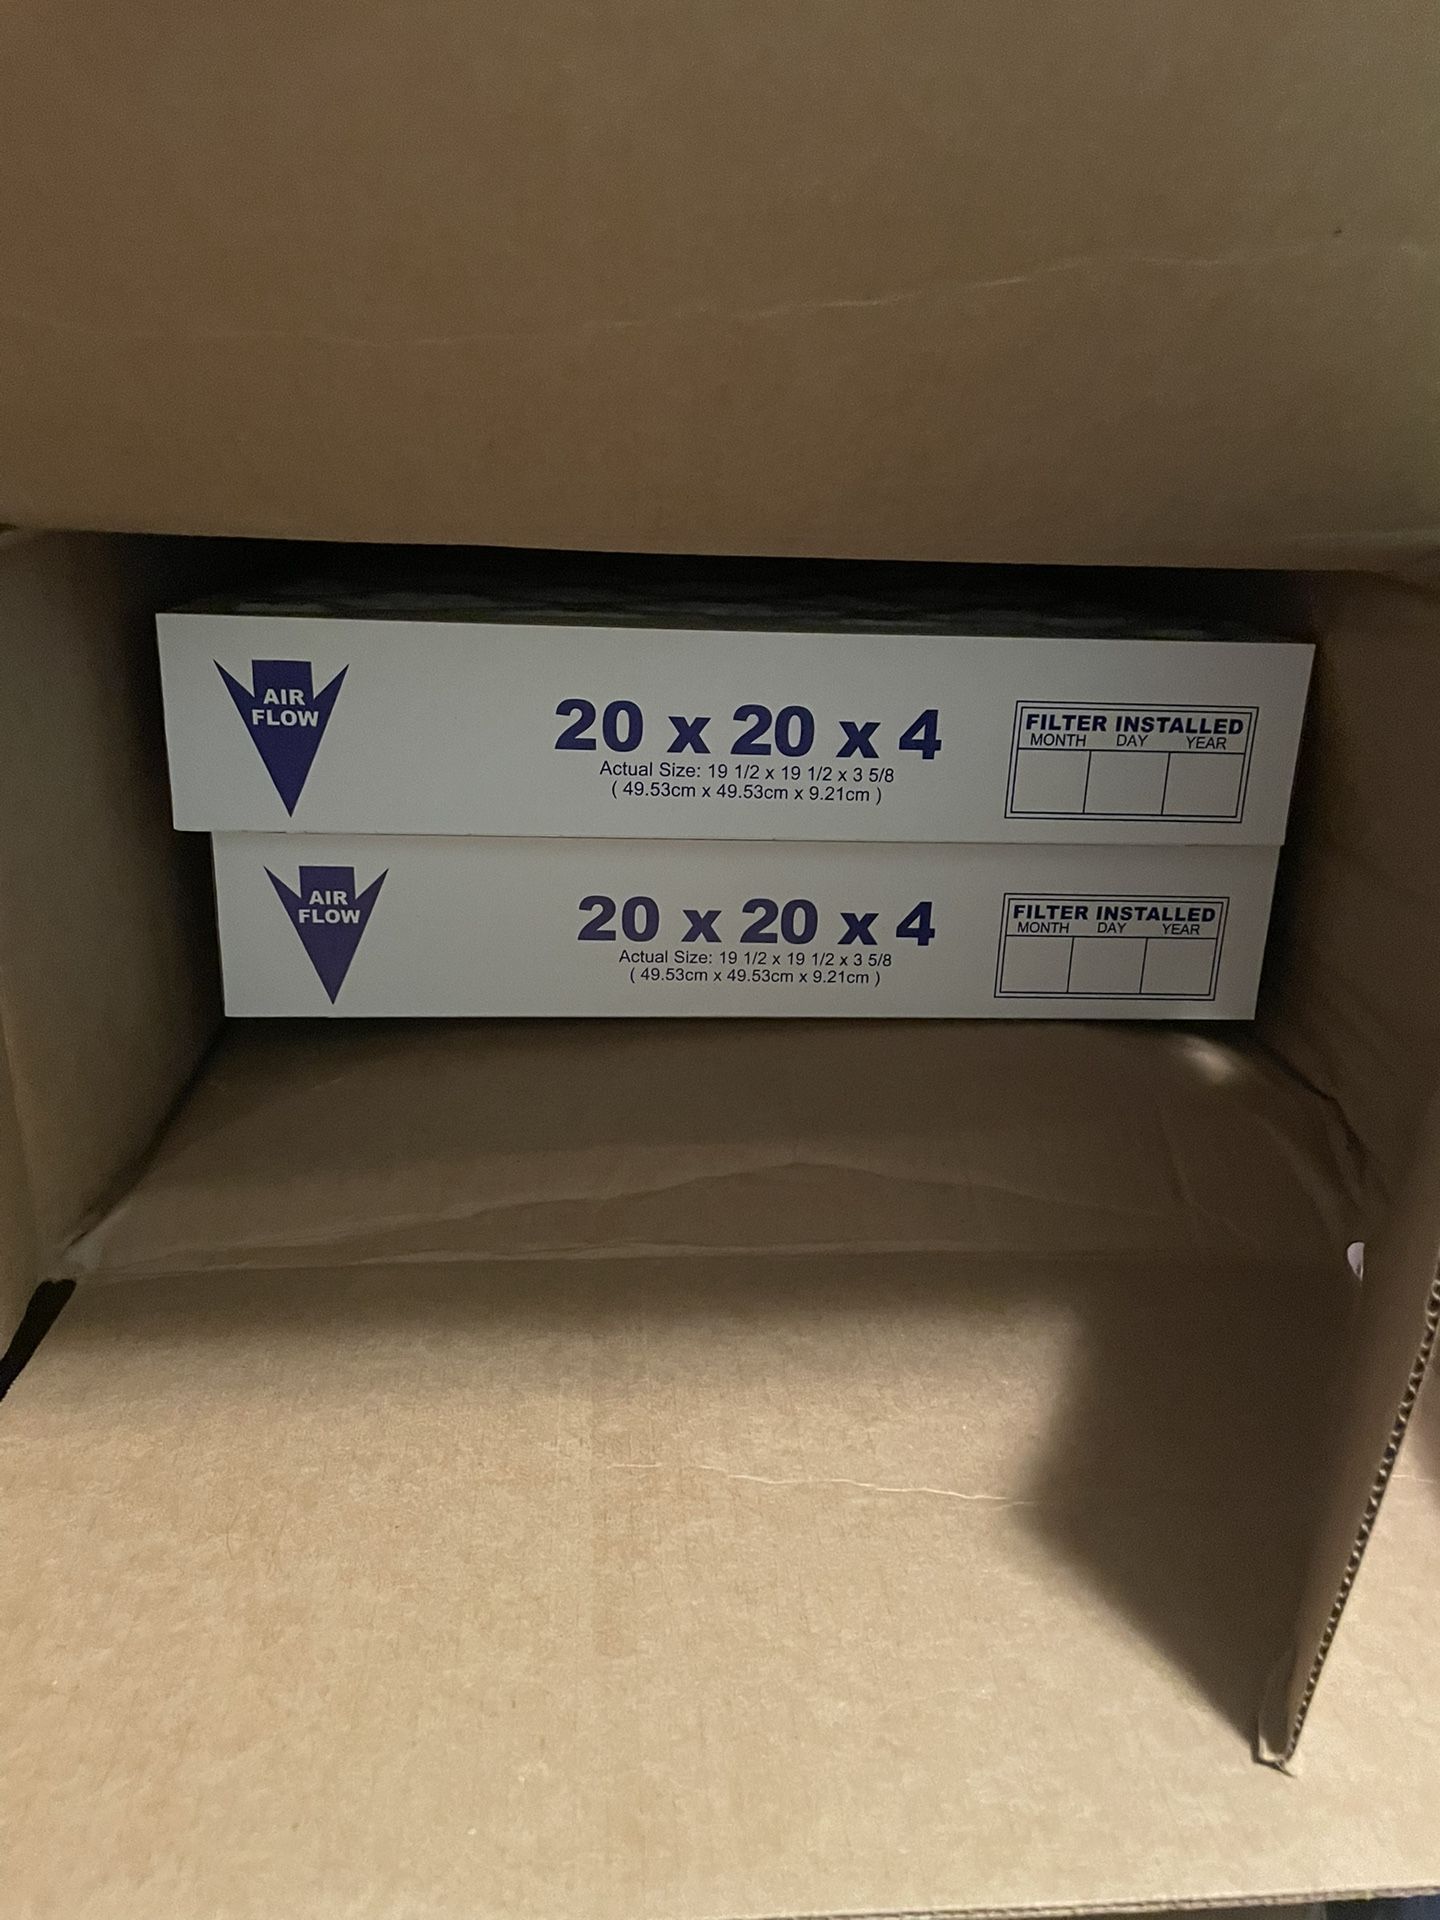 AIR
FLOW
20 x 20 x 4
Actual Size: 19 1/2 x 19 1/2 x 3 5/8
( 49.53cm x 49.53cm x 9.21cm )
FILTER INSTALLED
MONTH DAY YEAR
AIR
FLOW
20 x 20 x 4
Actual Size: 19 1/2 x 19 1/2 x 3 5/8
( 49.53cm x 49.53cm x 9.21cm )
FILTER INSTALLED
MONTH DAY YEAR